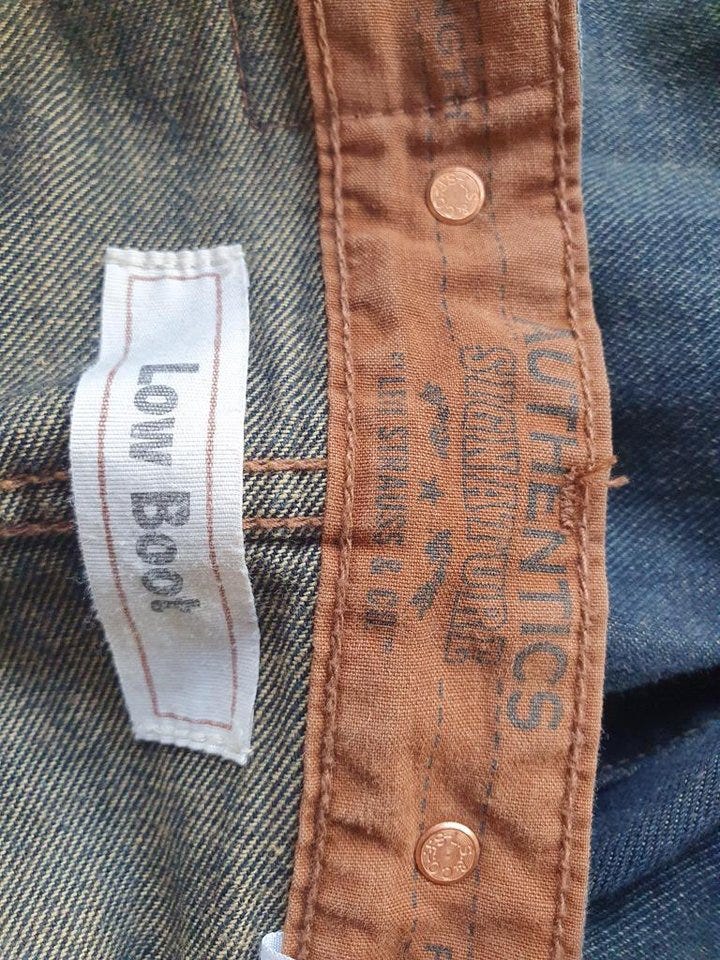 AUTHENTICS
SIGNATURE
LEVI STRAUSS & CO.
Low Boot